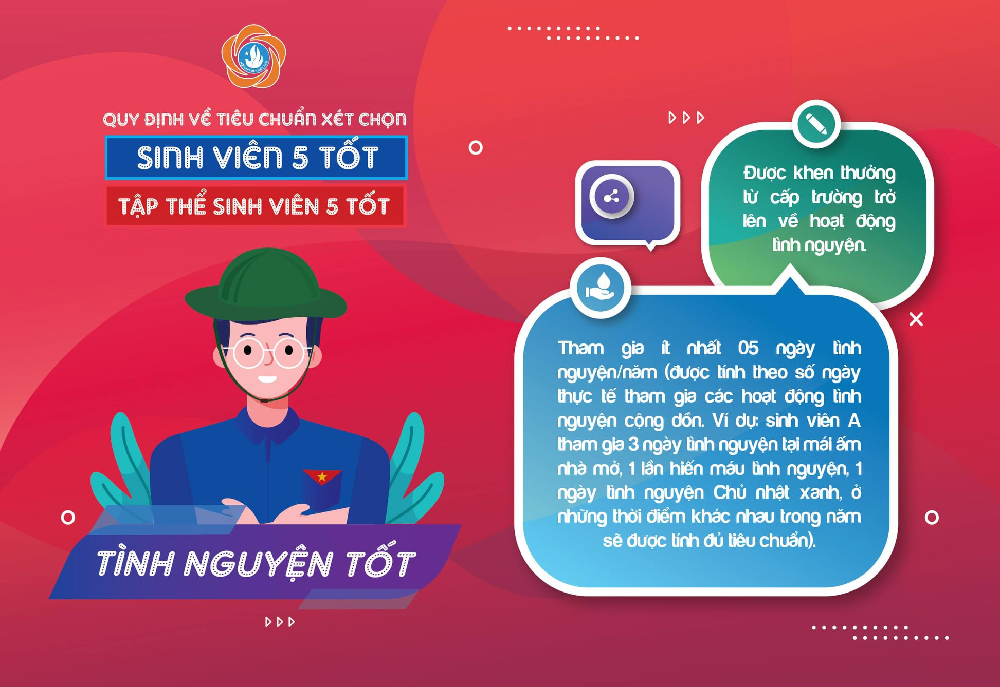 HỘI SINH VIÊN VIỆT NAM
QUY ĐỊNH VỀ TIÊU CHUẨN XÉT CHỌN
SINH VIÊN 5 TỐT
TẬP THỂ SINH VIÊN 5 TỐT
TÌNH NGUYỆN TỐT
Được khen thưởng
từ cấp trường trở
lên về hoạt động
tình nguyện.
Tham gia ít nhất 05 ngày tình
nguyện/năm (được tính theo số ngày
thực tế tham gia các hoạt động tình
nguyện cộng dồn. Ví dụ: sinh viên A
tham gia 3 ngày tình nguyện tại mái ấm
nhà mở, 1 lần hiến máu tình nguyện, 1
ngày tình nguyện Chủ nhật xanh, ở
những thời điểm khác nhau trong năm
sẽ được tính đủ tiêu chuẩn).